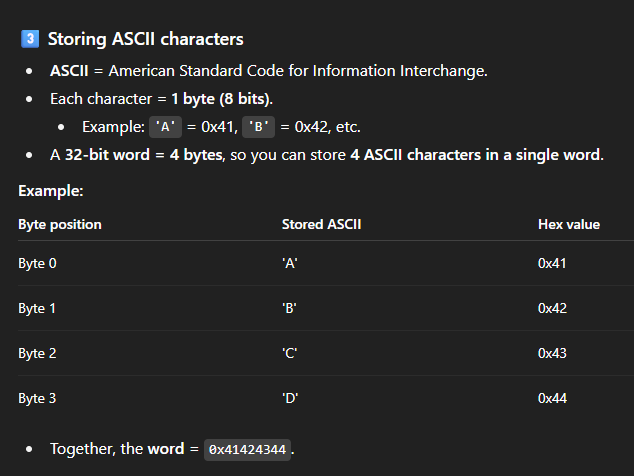 3 Storing ASCII characters
• ASCII = American Standard Code for Information Interchange.
• Each character = 1 byte (8 bits).
• Example: 'A' = 0x41, 'B' = 0x42, etc.
• A 32-bit word = 4 bytes, so you can store 4 ASCII characters in a single word.
Example:
Byte position Stored ASCII Hex value
Byte 0 'A' 0x41
Byte 1 'B' 0x42
Byte 2 'C' 0x43
Byte 3 'D' 0x44
• Together, the word = 0x41424344.